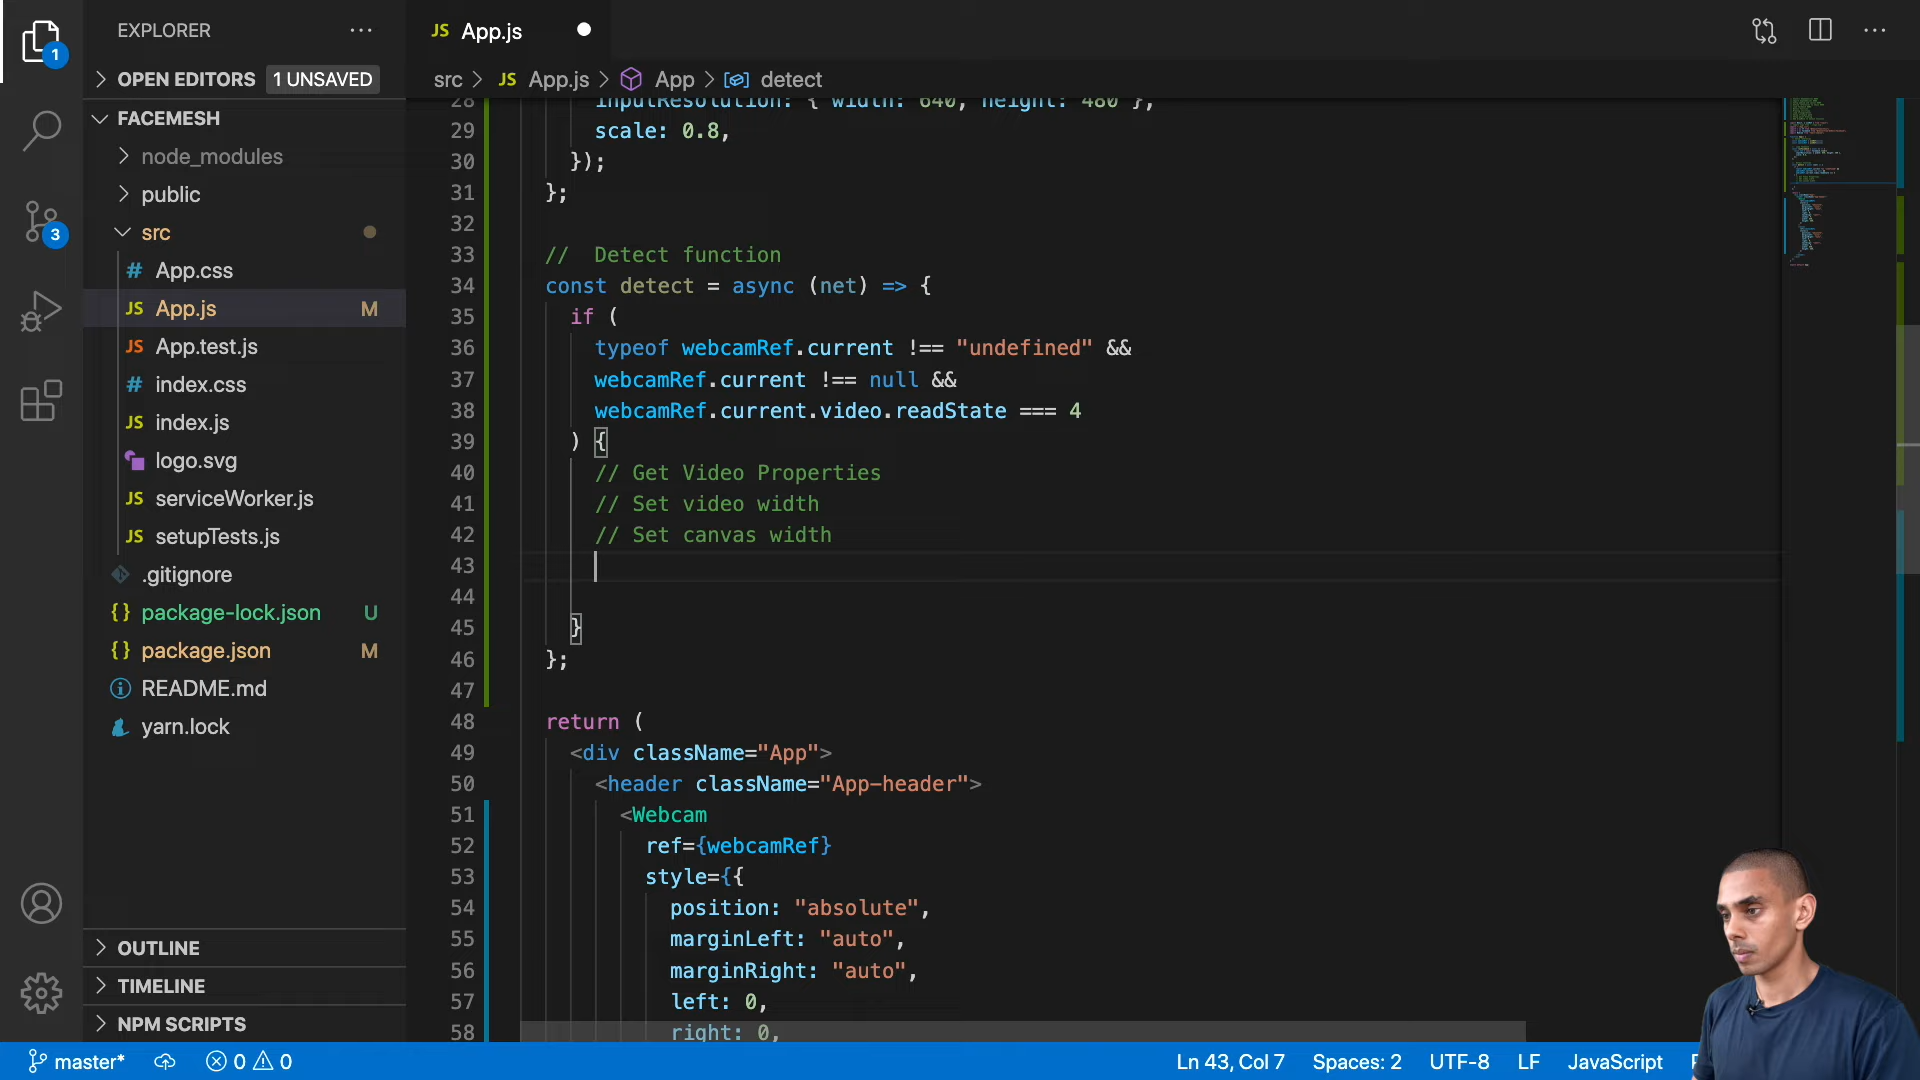 EXPLORER
OPEN EDITORS 1 UNSAVED
FACEMESH
node_modules
public
src
# App.css
JS App.js M
JS App.test.js
# index.css
JS index.js
logo.svg
JS serviceWorker.js
JS setupTests.js
.gitignore
{} package-lock.json U
{} package.json M
README.md
yarn.lock
OUTLINE
TIMELINE
NPM SCRIPTS
1
3
JS App.js
src > JS App.js > App > detect
28 inputResolution: { width: 640, height: 480 },
29 scale: 0.8,
30 });
31 };
32
33 //  Detect function
34 const detect = async (net) => {
35 if (
36 typeof webcamRef.current !== "undefined" &&
37 webcamRef.current !== null &&
38 webcamRef.current.video.readState === 4
39 ) {
40 // Get Video Properties
41 // Set video width
42 // Set canvas width
43
44
45 }
46 };
47
48 return (
49 <div className="App">
50 <header className="App-header">
51 <Webcam
52 ref={webcamRef}
53 style={{
54 position: "absolute",
55 marginLeft: "auto",
56 marginRight: "auto",
57 left: 0,
58 right: 0,
master* 0 0 Ln 43, Col 7 Spaces: 2 UTF-8 LF JavaScript